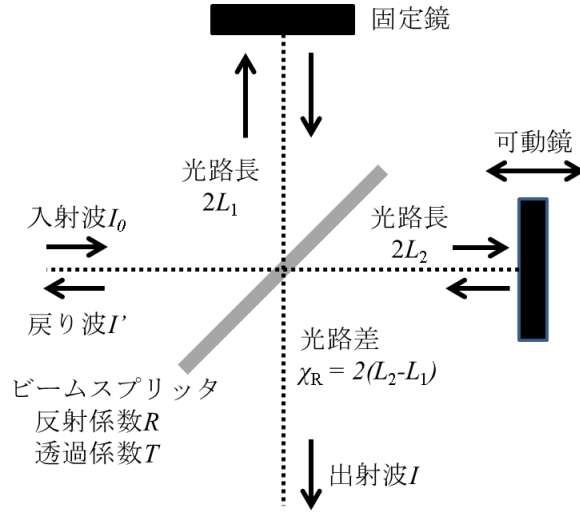 固定鏡
可動鏡
光路長
2L₁
入射波I₀
光路長
2L₂
戻り波I’
光路差
χR = 2(L₂-L₁)
ビームスプリッタ
反射係数R
透過係数T
出射波I